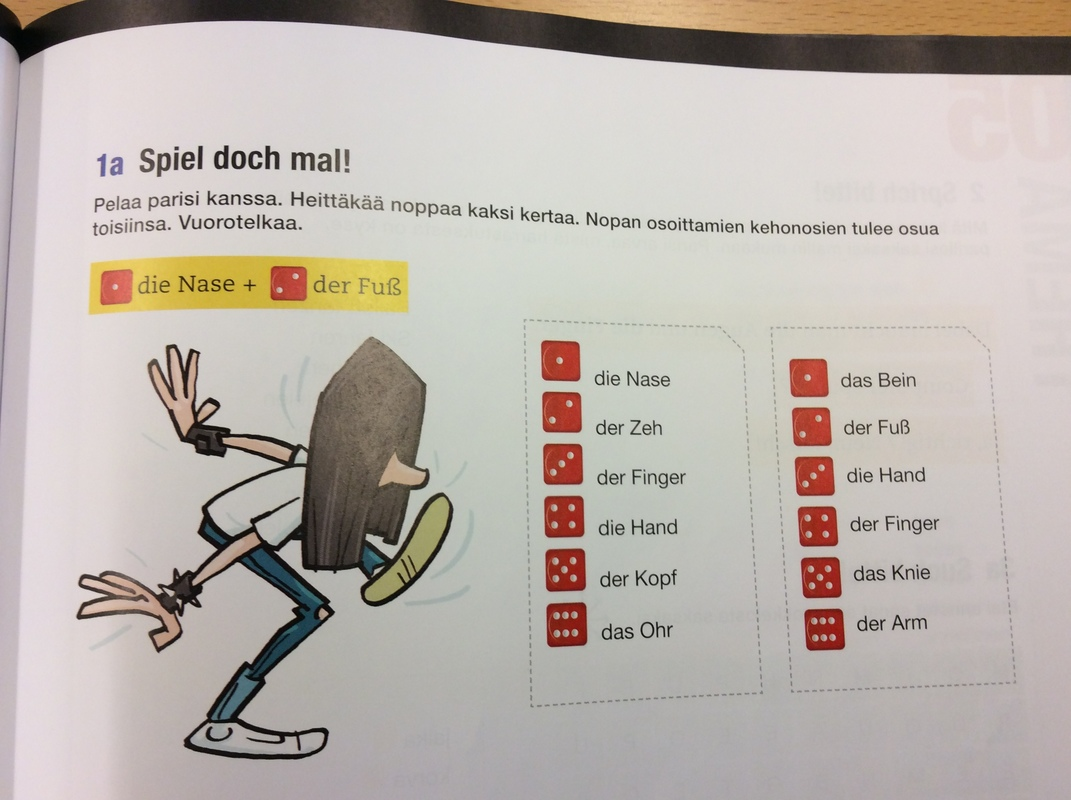 1a Spiel doch mal!
Pelaa parisi kanssa. Heittäkää noppaa kaksi kertaa. Nopan osoittamien kehonosien tulee osua
toisiinsa. Vuorotelkaa.
die Nase + der Fuß
die Nase
der Zeh
der Finger
die Hand
der Kopf
das Ohr
das Bein
der Fuß
die Hand
der Finger
das Knie
der Arm